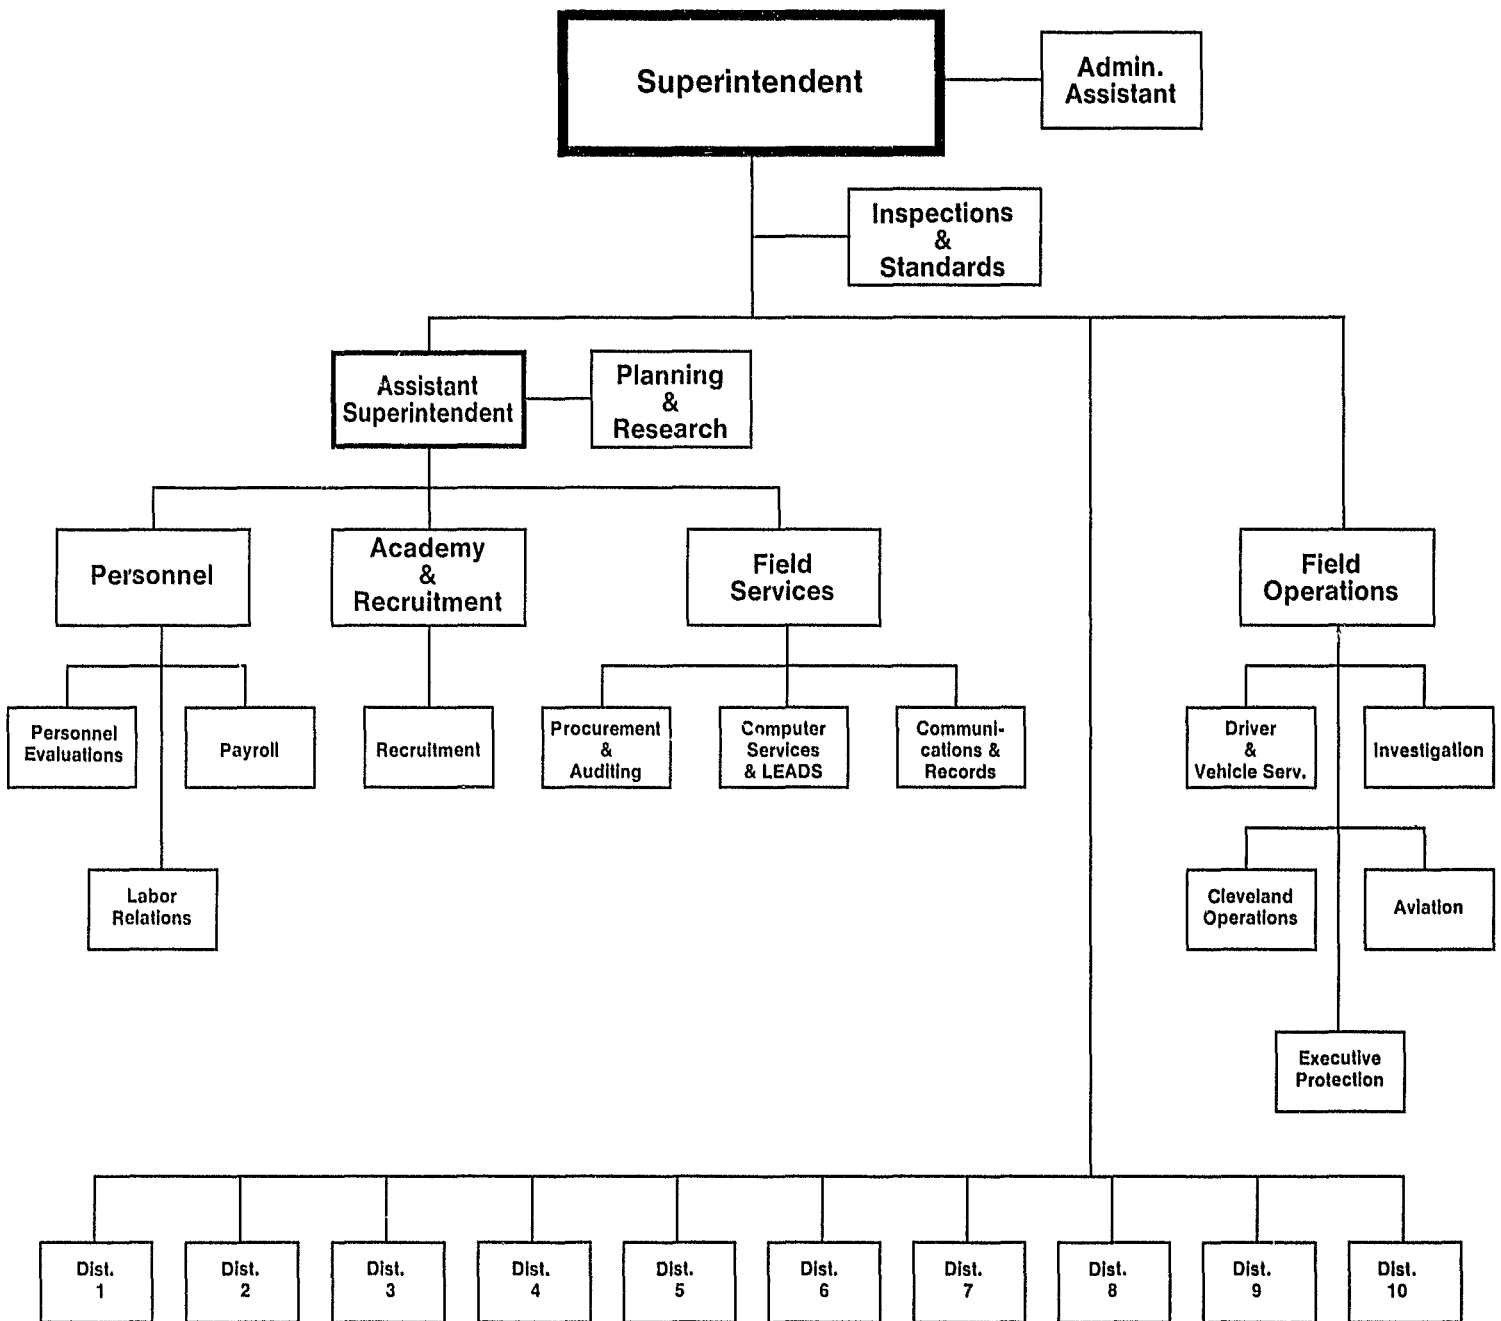 Superintendent
Admin.
Assistant
Inspections
&
Standards
Assistant
Superintendent
Planning
&
Research
Personnel
Academy
&
Recruitment
Field
Services
Field
Operations
Personnel
Evaluations
Payroll
Recruitment
Procurement
&
Auditing
Computer
Services
& LEADS
Communi-
cations &
Records
Driver
&
Vehicle Serv.
Investigation
Labor
Relations
Cleveland
Operations
Aviation
Executive
Protection
Dist.
1
Dist.
2
Dist.
3
Dist.
4
Dist.
5
Dist.
6
Dist.
7
Dist.
8
Dist.
9
Dist.
10